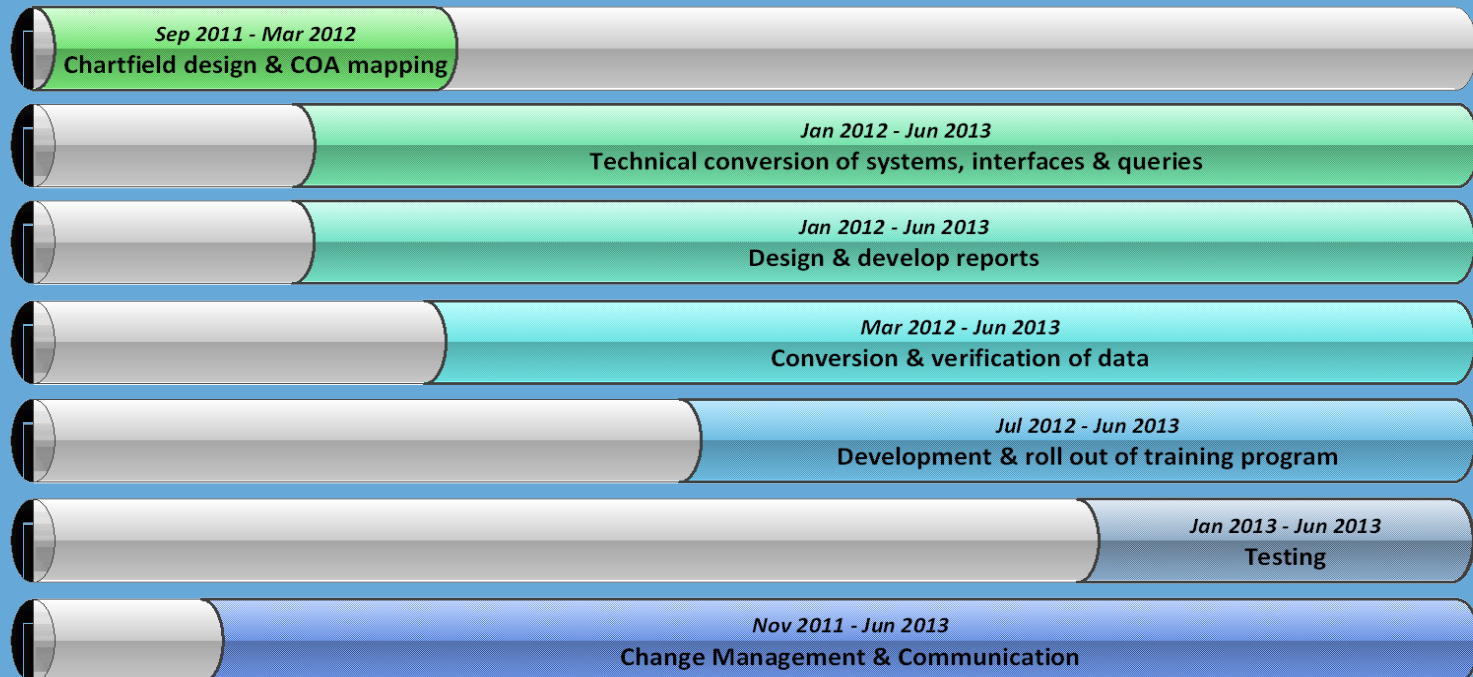 Sep 2011 - Mar 2012
Chartfield design & COA mapping
Jan 2012 - Jun 2013
Technical conversion of systems, interfaces & queries
Jan 2012 - Jun 2013
Design & develop reports
Mar 2012 - Jun 2013
Conversion & verification of data
Jul 2012 - Jun 2013
Development & roll out of training program
Jan 2013 - Jun 2013
Testing
Nov 2011 - Jun 2013
Change Management & Communication